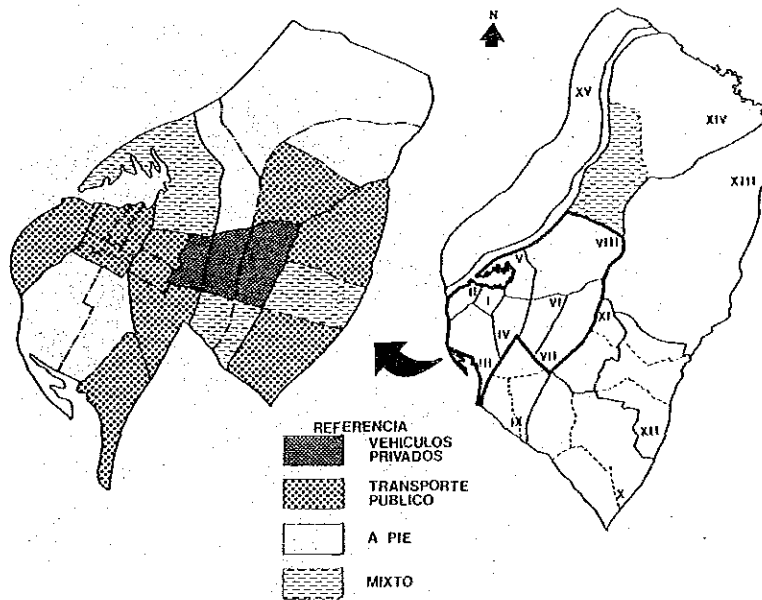 N
XV
XIV
XIII
VIII
V
II
I
VI
XI
IV
III
VII
IX
XII
X
REFERENCIA
VEHICULOS
PRIVADOS
TRANSPORTE
PUBLICO
A PIE
MIXTO